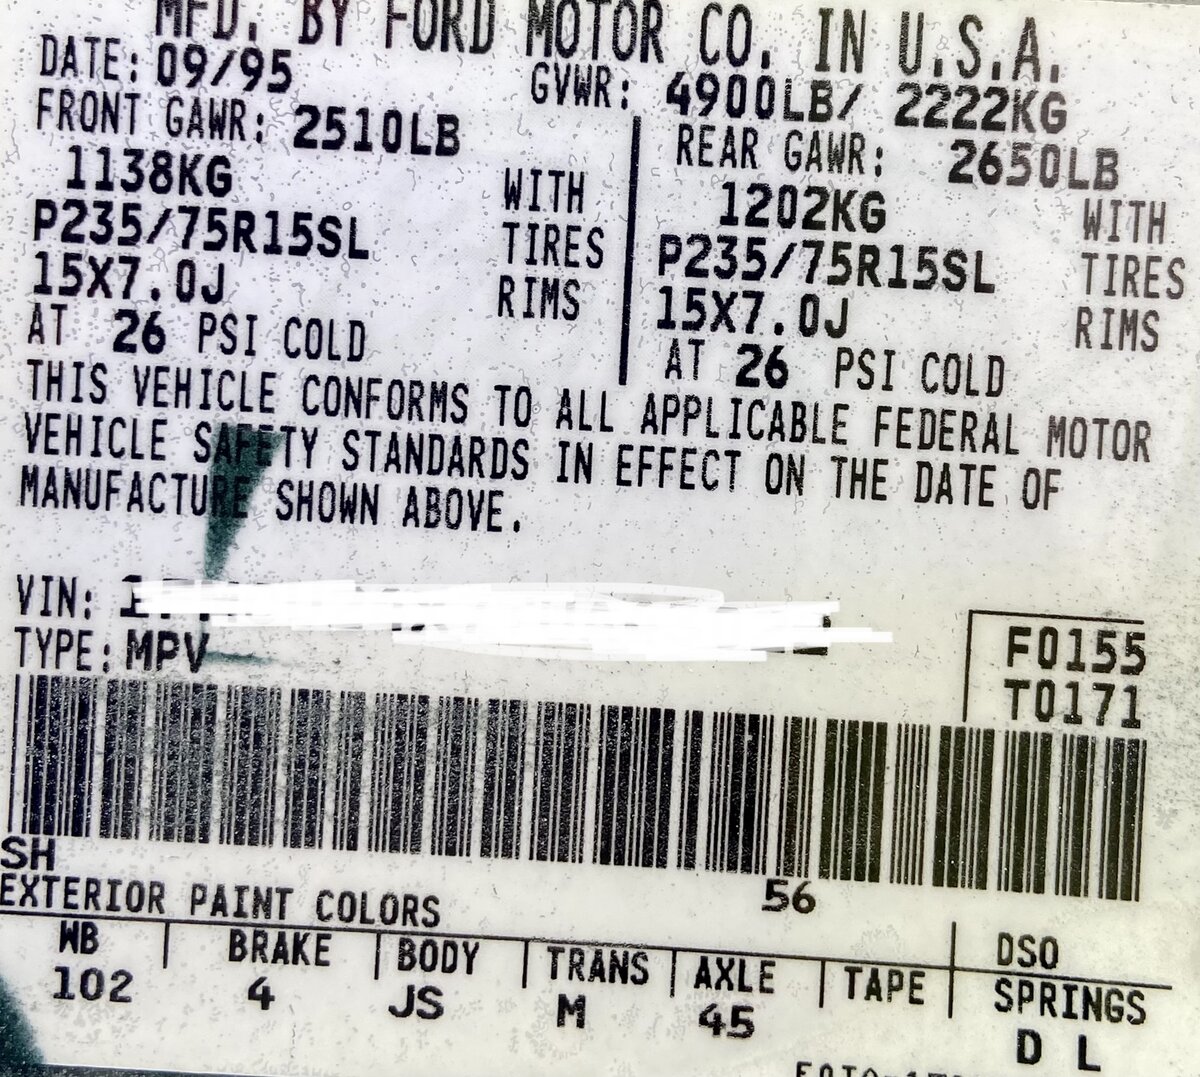 MFD. BY FORD MOTOR CO. IN U.S.A.
DATE: 09/95 GVWR: 4900LB/ 2222KG
FRONT GAWR: 2510LB REAR GAWR: 2650LB
1138KG WITH 1202KG WITH
P235/75R15SL TIRES P235/75R15SL TIRES
15X7.0J RIMS 15X7.0J RIMS
AT 26 PSI COLD AT 26 PSI COLD
THIS VEHICLE CONFORMS TO ALL APPLICABLE FEDERAL MOTOR
VEHICLE SAFETY STANDARDS IN EFFECT ON THE DATE OF
MANUFACTURE SHOWN ABOVE.
VIN:
TYPE: MPV
F0155
T0171
SH 56
EXTERIOR PAINT COLORS DSO
WB BRAKE BODY TRANS AXLE TAPE SPRINGS
102 4 JS M 45 D L